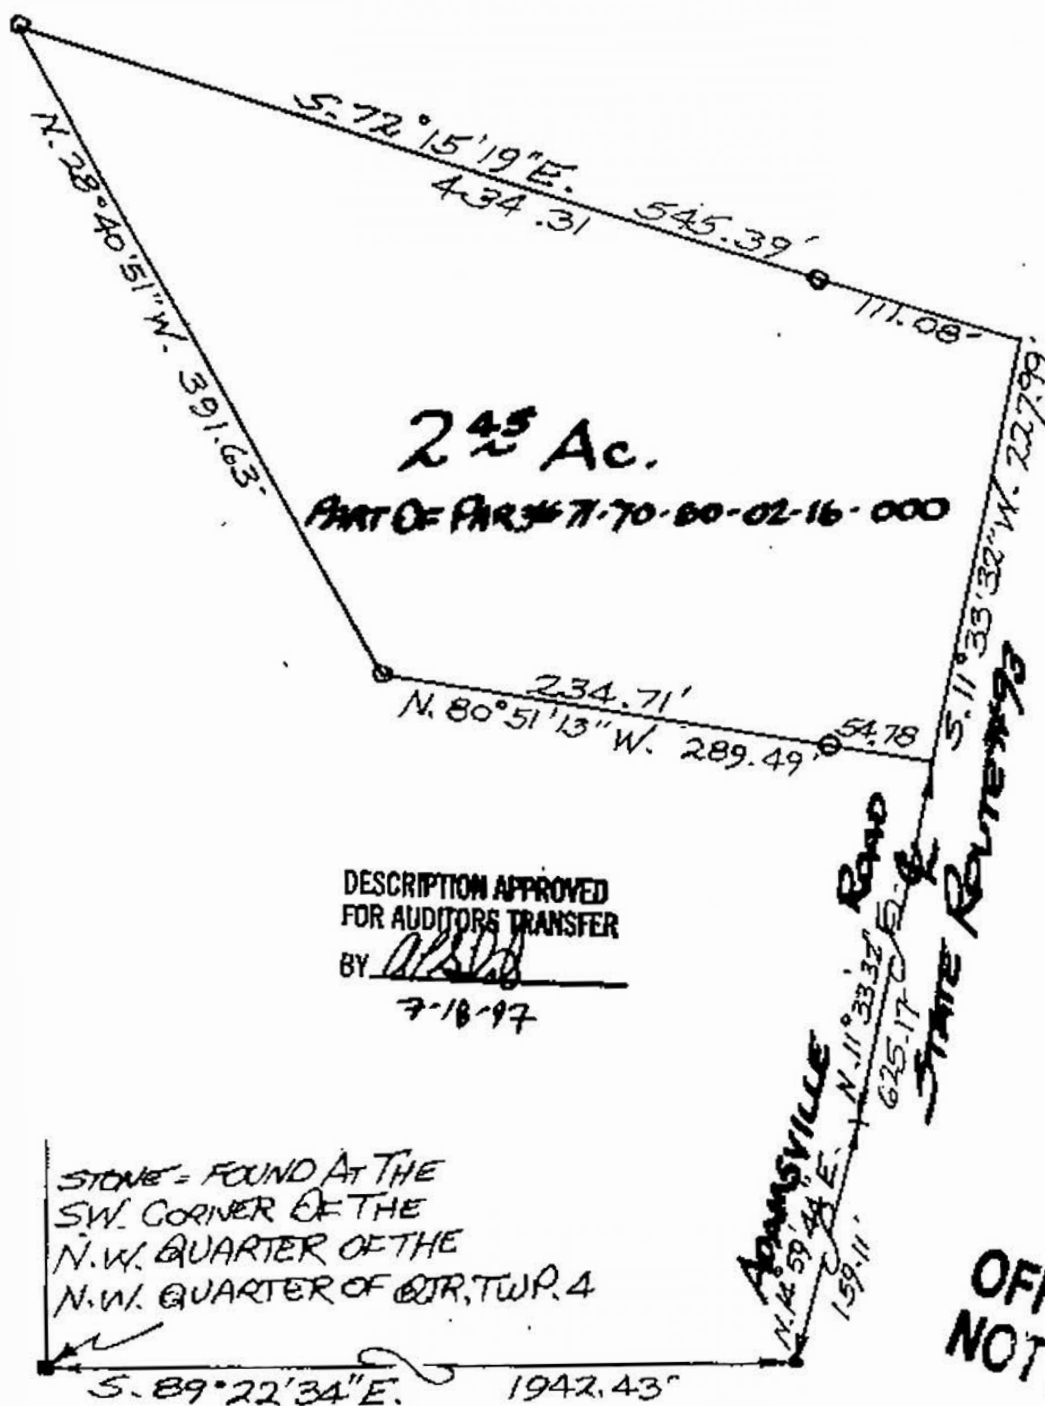 S. 72°15'19"E. 545.39'
434.31
111.08'
N. 28°40'51"W. 391.63'
S. 11°33'32"W. 227.99'
2 45 Ac.
PART OF PAR
70-60-02-16-000
234.71'
54.78
N. 80°51'13"W. 289.49'
ADAMSVILLE ROAD &
STATE ROUTE #93
N. 11°33'32" E.
625.17
N. 14°59'44" E.
159.11'
DESCRIPTION APPROVED
FOR AUDITORS TRANSFER
BY
7-18-97
STONE = FOUND AT THE
SW. CORNER OF THE
N.W. QUARTER OF THE
N.W. QUARTER OF QTR, TWP. 4
S. 89°22'34"E. 1942.43'
NOT